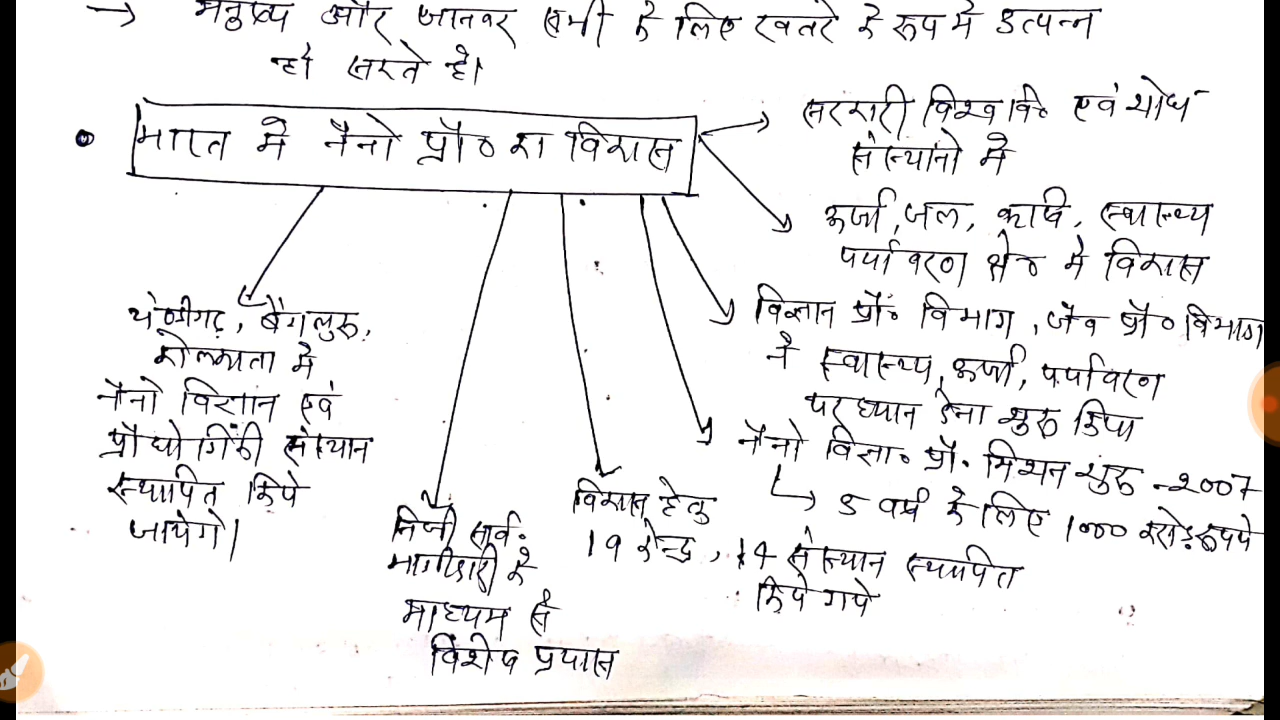 → मनुष्य और जानवर सभी के लिए खतरे के रूप मे उत्पन्न
हो सकते है।
• भारत मे नैनो प्रौ० का विकास
→ सरकारी विश्ववि० एवं शोध
संस्थानो मे
→ ऊर्जा, जल, कृषि, स्वास्थ्य
पर्यावरण क्षेत्र मे विकास
→ विज्ञान प्रौ० विभाग, जैव प्रौ० विभाग
ने स्वास्थ्य, ऊर्जा, पर्यावरण
पर ध्यान देना शुरू किया
→ नैनो विज्ञा० प्रौ. मिशन शुरू - 2007
↳ 5 वर्ष के लिए 1000 करोड़ रूपये
विकास हेतु
19 केन्द्र, 14 संस्थान स्थापित
किये गये
निजी सार्व.
भागीदारी के
माध्यम से
विशेष प्रयास
चंडीगढ़, बैंगलुरू,
कोलकाता मे
नैनो विज्ञान एवं
प्रौद्योगिकी संस्थान
स्थापित किये
जायेगे।